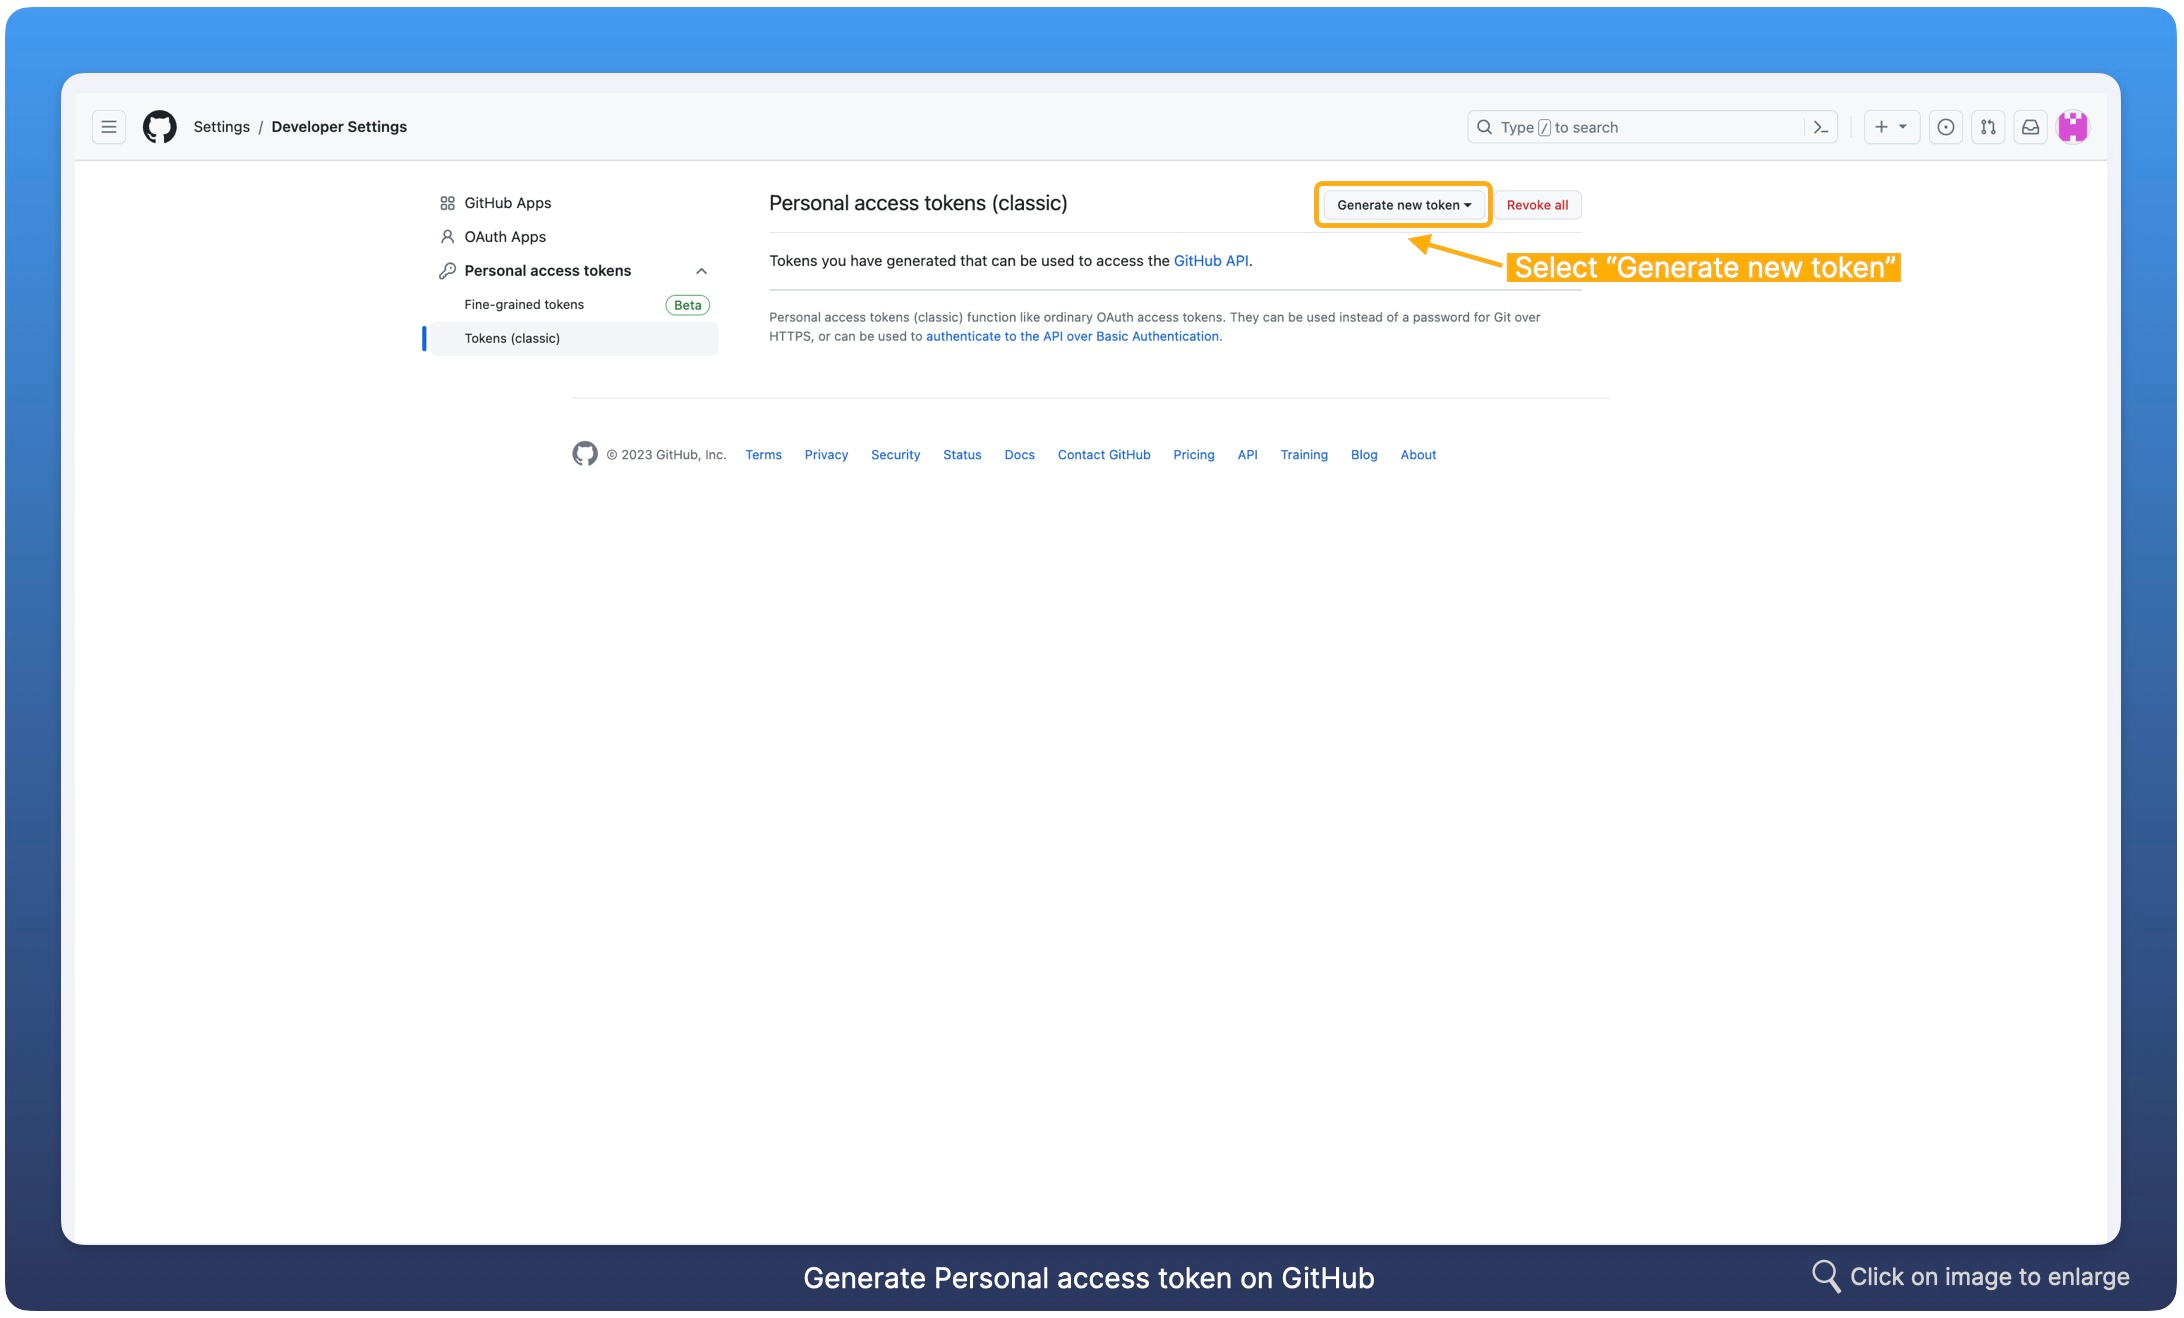 Settings / Developer Settings
Type / to search
GitHub Apps
OAuth Apps
Personal access tokens
Fine-grained tokens Beta
Tokens (classic)
Personal access tokens (classic)
Generate new token
Revoke all
Select “Generate new token”
Tokens you have generated that can be used to access the GitHub API.
Personal access tokens (classic) function like ordinary OAuth access tokens. They can be used instead of a password for Git over
HTTPS, or can be used to authenticate to the API over Basic Authentication.
© 2023 GitHub, Inc. Terms Privacy Security Status Docs Contact GitHub Pricing API Training Blog About
Generate Personal access token on GitHub
Click on image to enlarge